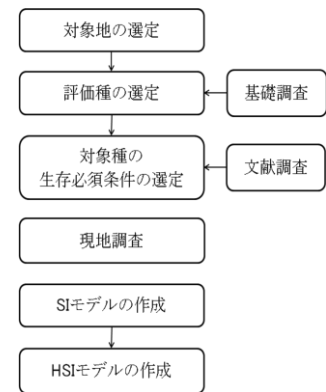 対象地の選定
評価種の選定
基礎調査
対象種の
生存必須条件の選定
文献調査
現地調査
SIモデルの作成
HSIモデルの作成